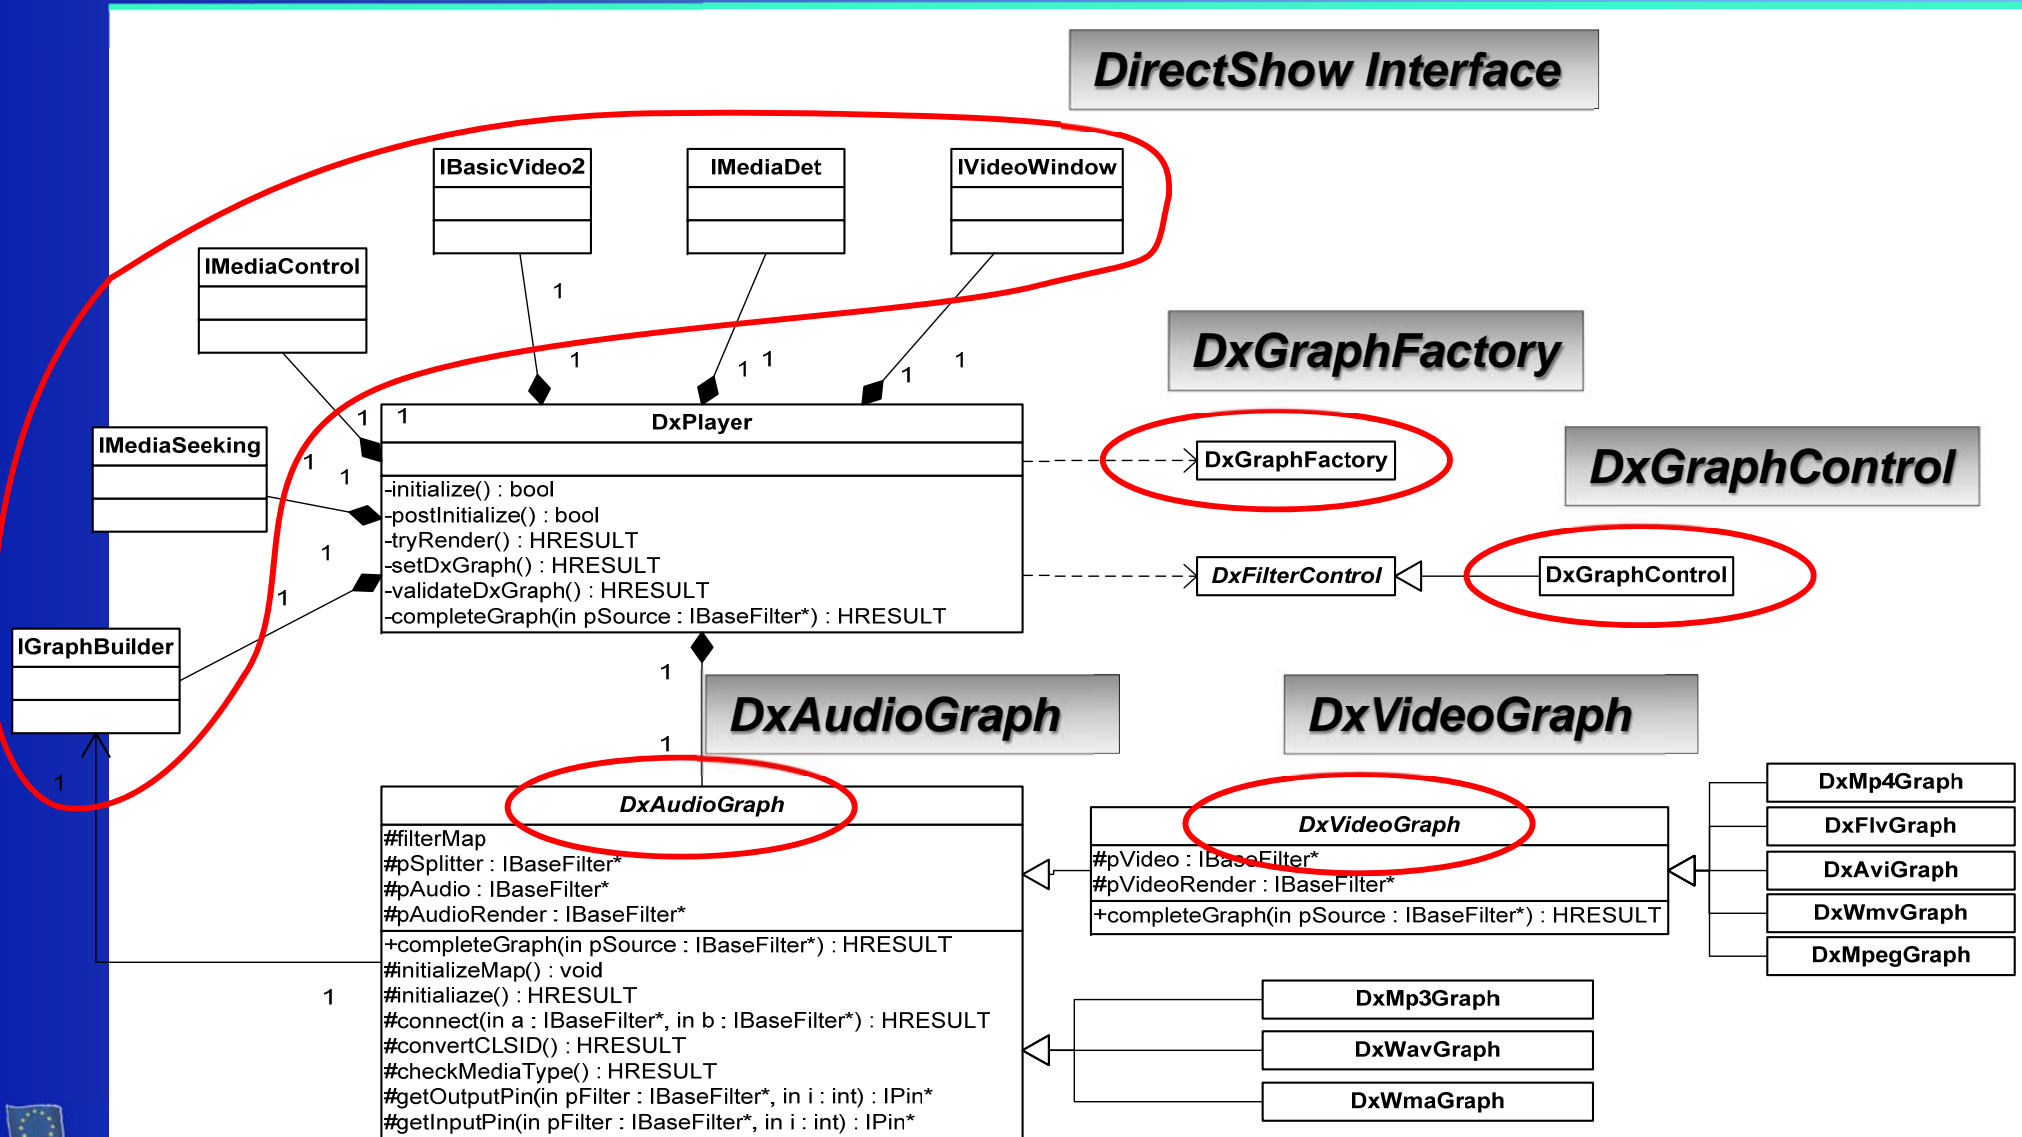 DirectShow Interface
IBasicVideo2
IMediaDet
IVideoWindow
IMediaControl
1
DxGraphFactory
1
1
1
1
1
1
1
DxPlayer
DxGraphControl
IMediaSeeking
1
1
DxGraphFactory
-initialize() : bool
-postInitialize() : bool
-tryRender() : HRESULT
-setDxGraph() : HRESULT
-validateDxGraph() : HRESULT
-completeGraph(in pSource : IBaseFilter*) : HRESULT
1
1
DxFilterControl
DxGraphControl
IGraphBuilder
1
DxAudioGraph
DxVideoGraph
1
1
DxAudioGraph
#filterMap
#pSplitter : IBaseFilter*
#pAudio : IBaseFilter*
#pAudioRender : IBaseFilter*
+completeGraph(in pSource : IBaseFilter*) : HRESULT
#initializeMap() : void
#initialiaze() : HRESULT
#connect(in a : IBaseFilter*, in b : IBaseFilter*) : HRESULT
#convertCLSID() : HRESULT
#checkMediaType() : HRESULT
#getOutputPin(in pFilter : IBaseFilter*, in i : int) : IPin*
#getInputPin(in pFilter : IBaseFilter*, in i : int) : IPin*
1
DxVideoGraph
#pVideo : IBaseFilter*
#pVideoRender : IBaseFilter*
+completeGraph(in pSource : IBaseFilter*) : HRESULT
DxMp4Graph
DxFlvGraph
DxAviGraph
DxWmvGraph
DxMpegGraph
DxMp3Graph
DxWavGraph
DxWmaGraph